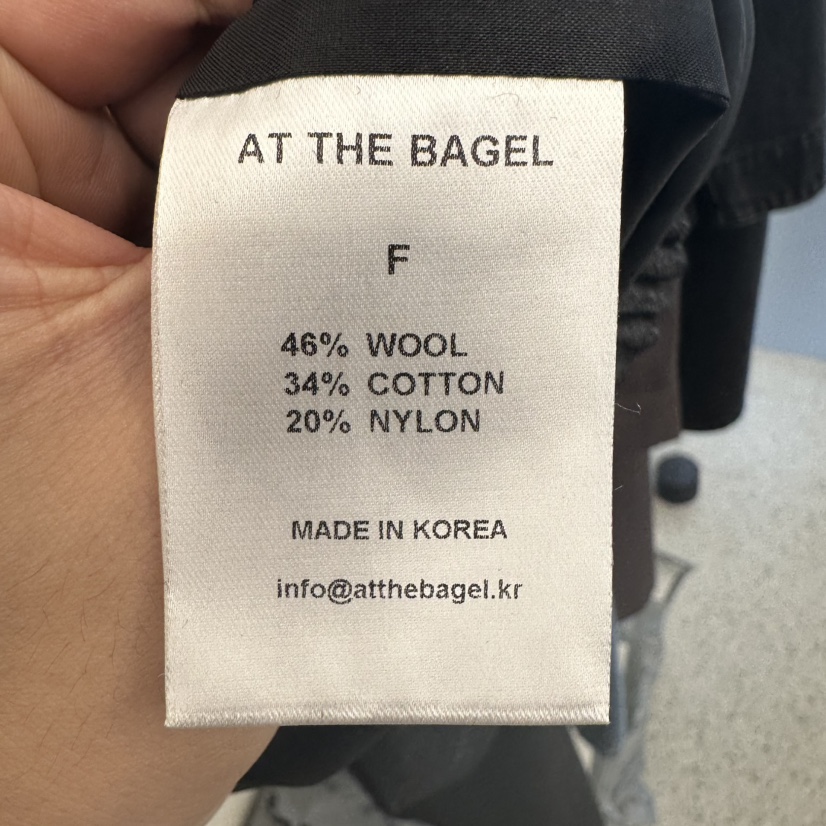 AT THE BAGEL
F
46% WOOL
34% COTTON
20% NYLON
MADE IN KOREA
info@atthebagel.kr